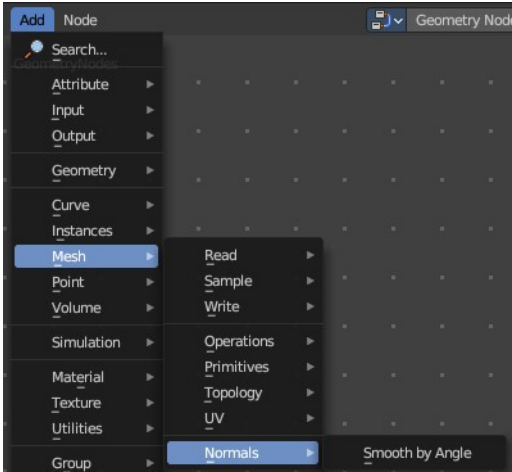 Add Node
Geometry Node
Search...
GeometryNodes
Attribute
Input
Output
Geometry
Curve
Instances
Mesh
Read
Point
Sample
Volume
Write
Simulation
Operations
Primitives
Material
Topology
Texture
UV
Utilities
Normals
Smooth by Angle
Group